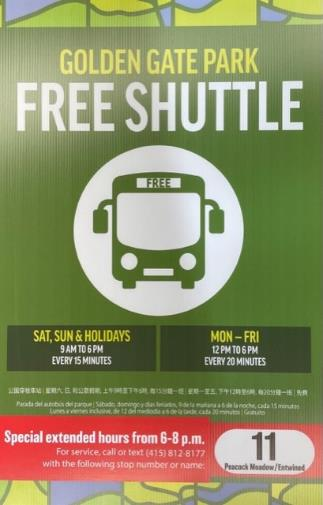 GOLDEN GATE PARK
FREE SHUTTLE
FREE
SAT, SUN & HOLIDAYS
9 AM TO 6 PM
EVERY 15 MINUTES
MON – FRI
12 PM TO 6 PM
EVERY 20 MINUTES
公园穿梭車站 | 星期六, 日, 和公眾假期, 上午9時至下午6時, 每15分鐘一班 | 星期一至五, 下午12時至6時, 每20分鐘一班 | 免費
Parada del autobús del parque | Sábado, domingo y días feriados, 9 de la mañana a 6 de la noche, cada 15 minutos
Lunes a viernes inclusive, de 12 del mediodía a 6 de la tarde, cada 20 minutos | Gratuito
Special extended hours from 6-8 p.m.
For service, call or text (415) 812-8177
with the following stop number or name:
11
Peacock Meadow / Entwined